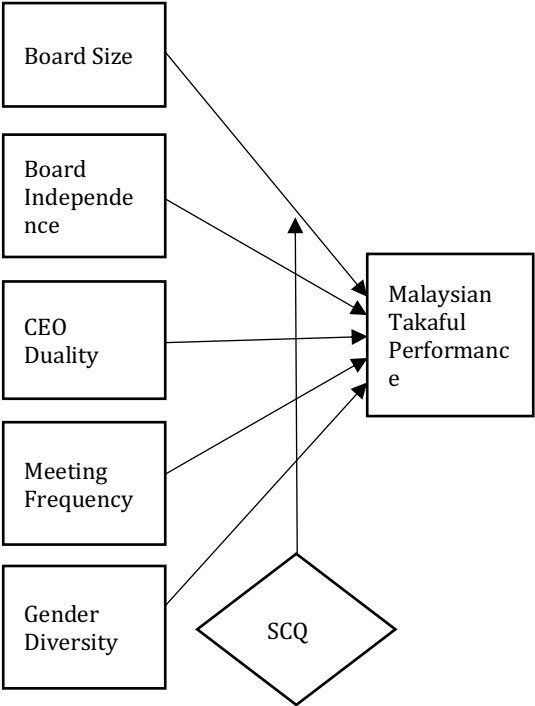 Board Size
Board
Independe
nce
CEO
Duality
Meeting
Frequency
Gender
Diversity
Malaysian
Takaful
Performanc
e
SCQ